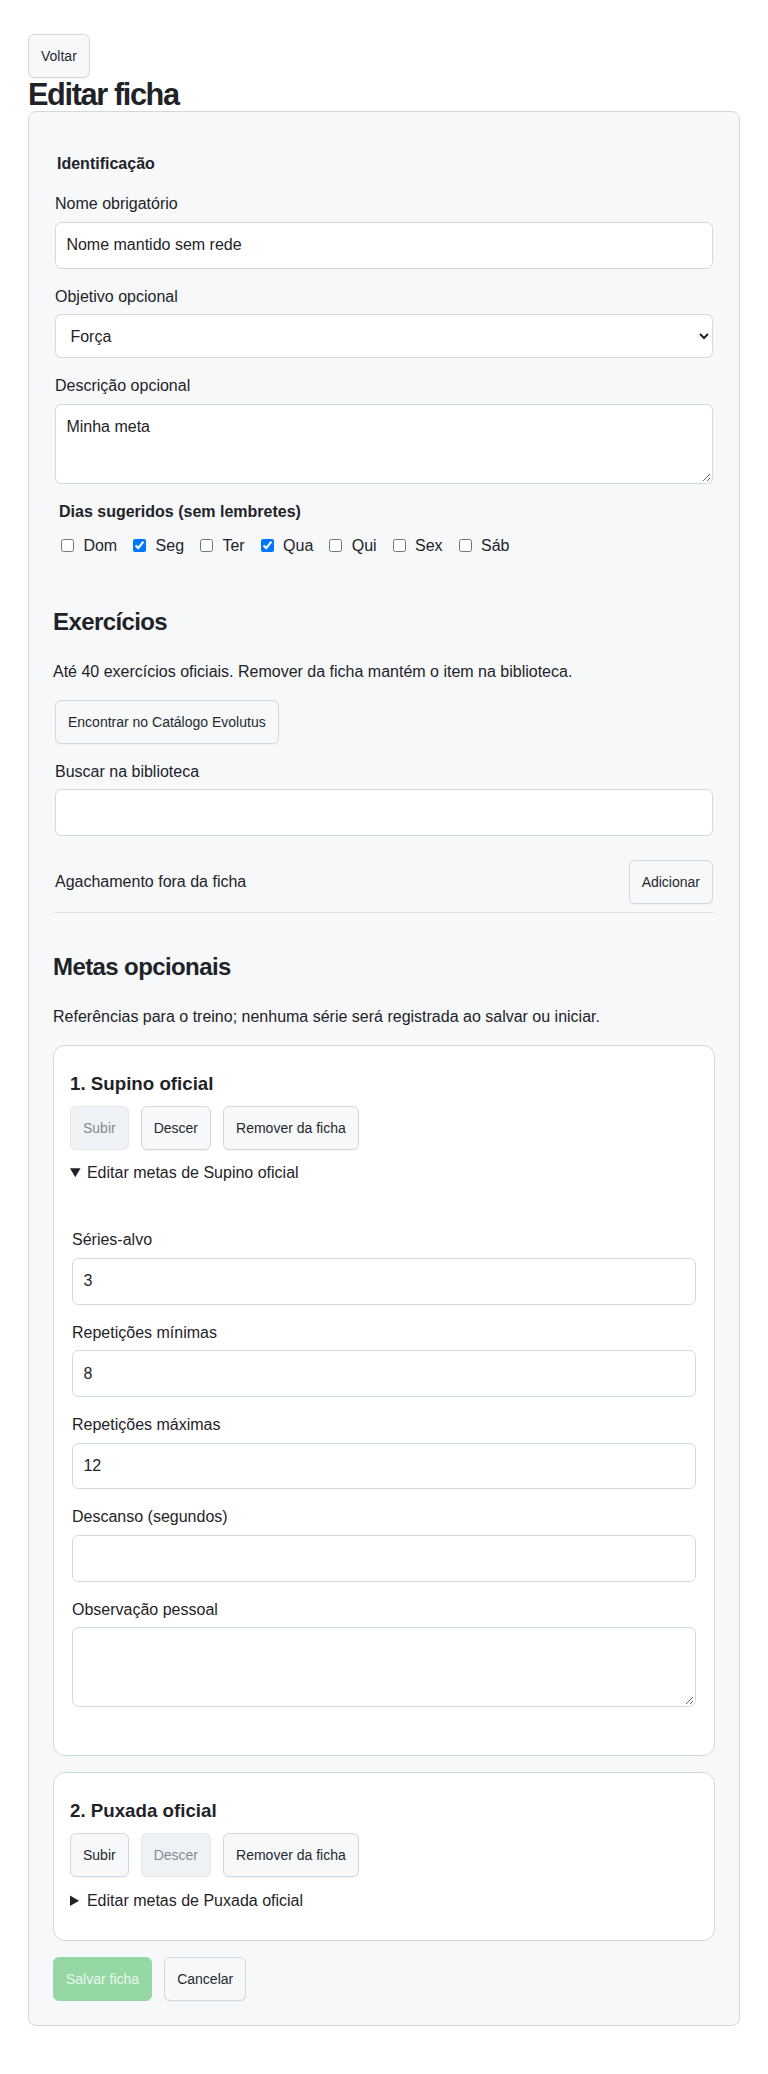 Voltar
Editar ficha
Identificação
Nome obrigatório
Nome mantido sem rede
Objetivo opcional
Força
Descrição opcional
Minha meta
Dias sugeridos (sem lembretes)
Dom Seg Ter Qua Qui Sex Sáb
Exercícios
Até 40 exercícios oficiais. Remover da ficha mantém o item na biblioteca.
Encontrar no Catálogo Evolutus
Buscar na biblioteca
Agachamento fora da ficha Adicionar
Metas opcionais
Referências para o treino; nenhuma série será registrada ao salvar ou iniciar.
1. Supino oficial
Subir Descer Remover da ficha
Editar metas de Supino oficial
Séries-alvo
3
Repetições mínimas
8
Repetições máximas
12
Descanso (segundos)
Observação pessoal
2. Puxada oficial
Subir Descer Remover da ficha
Editar metas de Puxada oficial
Salvar ficha Cancelar